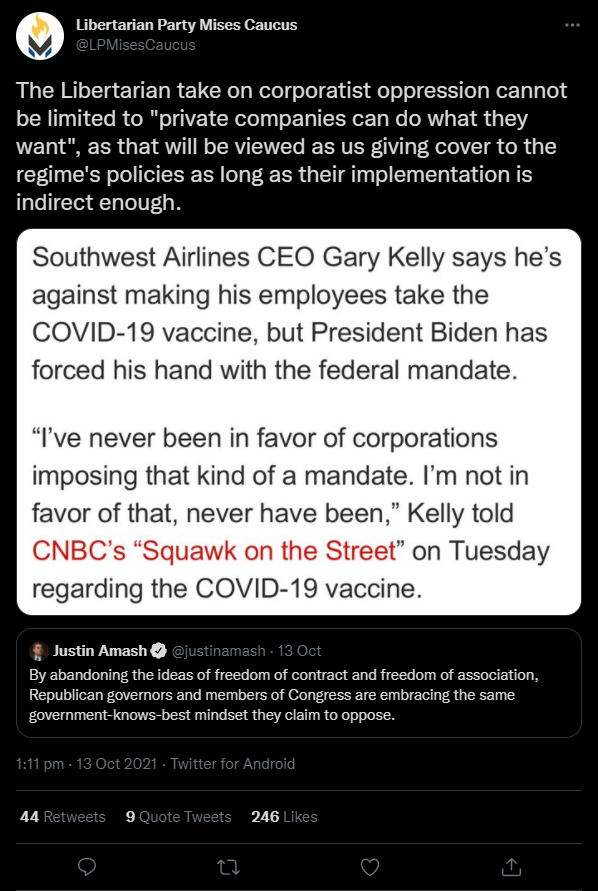 Libertarian Party Mises Caucus
@LPMisesCaucus
The Libertarian take on corporatist oppression cannot
be limited to "private companies can do what they
want", as that will be viewed as us giving cover to the
regime's policies as long as their implementation is
indirect enough.
Southwest Airlines CEO Gary Kelly says he's
against making his employees take the
COVID-19 vaccine, but President Biden has
forced his hand with the federal mandate.
“I've never been in favor of corporations
imposing that kind of a mandate. I'm not in
favor of that, never have been,” Kelly told
CNBC's “Squawk on the Street” on Tuesday
regarding the COVID-19 vaccine.
Justin Amash @justinamash · 13 Oct
By abandoning the ideas of freedom of contract and freedom of association,
Republican governors and members of Congress are embracing the same
government-knows-best mindset they claim to oppose.
1:11 pm · 13 Oct 2021 · Twitter for Android
44 Retweets 9 Quote Tweets 246 Likes